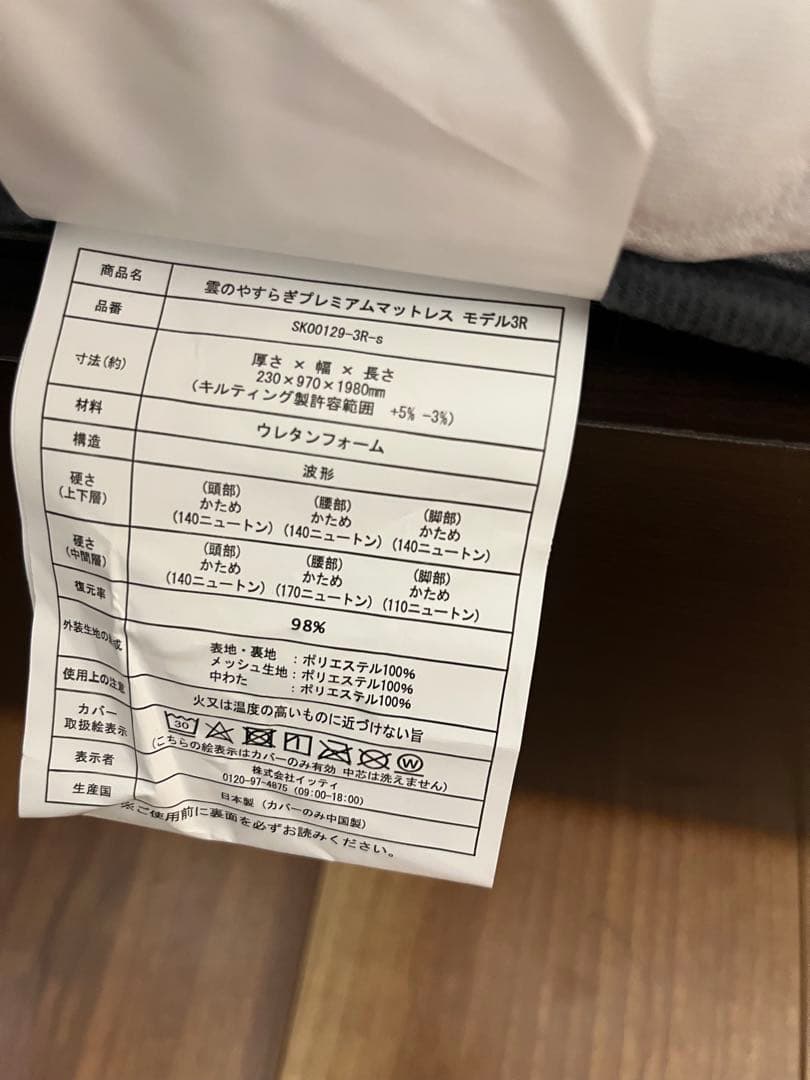 商品名 雲のやすらぎプレミアムマットレス モデル3R
品番 SK00129-3R-s
寸法(約) 厚さ × 幅 × 長さ
230×970×1980mm
(キルティング製許容範囲 +5% -3%)
材料 ウレタンフォーム
構造 波形
硬さ (頭部) (腰部) (脚部)
(上下層) かため かため かため
(140ニュートン) (140ニュートン) (140ニュートン)
硬さ (頭部) (腰部) (脚部)
(中間層) かため かため かため
(140ニュートン) (170ニュートン) (110ニュートン)
復元率 98%
外装生地の組成 表地・裏地 :ポリエステル100%
メッシュ生地:ポリエステル100%
中わた :ポリエステル100%
使用上の注意 火又は温度の高いものに近づけない旨
カバー 30 W
取扱絵表示 (こちらの絵表示はカバーのみ有効 中芯は洗えません)
表示者 株式会社イッティ
0120-97-4675 (09:00-18:00)
生産国 日本製 (カバーのみ中国製)
※ご使用前に裏面を必ずお読みください。